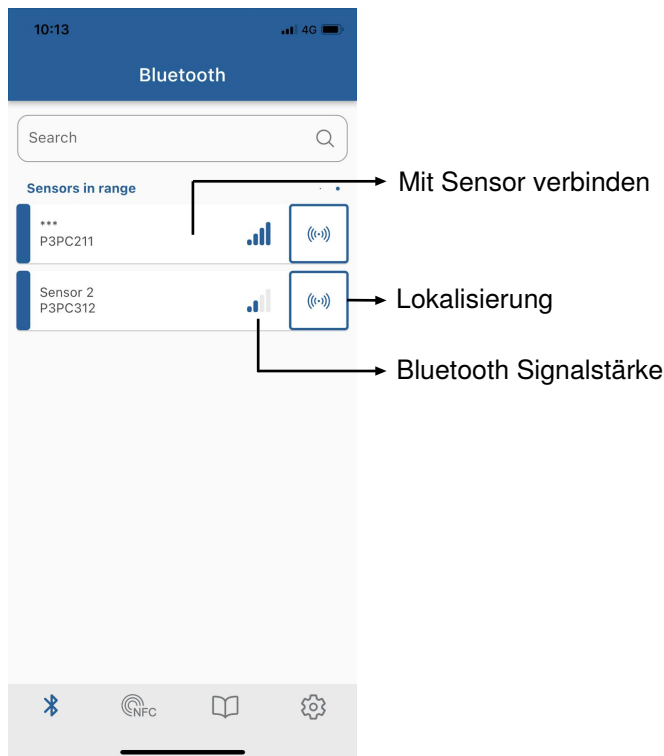 10:13
4G
Bluetooth
Search
Sensors in range
Mit Sensor verbinden
***
P3PC211
Sensor 2
P3PC312
Lokalisierung
Bluetooth Signalstärke
NFC